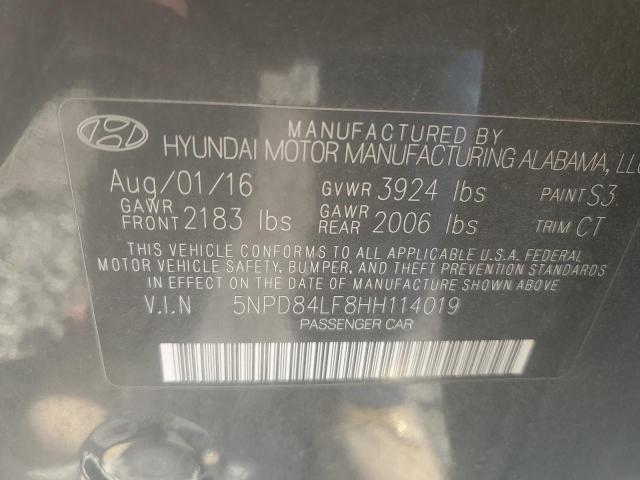 MANUFACTURED BY
HYUNDAI MOTOR MANUFACTURING ALABAMA, LLC
Aug/01/16 GVWR 3924 lbs PAINT S3
GAWR FRONT 2183 lbs GAWR REAR 2006 lbs TRIM CT
THIS VEHICLE CONFORMS TO ALL APPLICABLE U.S.A. FEDERAL
MOTOR VEHICLE SAFETY, BUMPER, AND THEFT PREVENTION STANDARDS
IN EFFECT ON THE DATE OF MANUFACTURE SHOWN ABOVE.
V.I.N 5NPD84LF8HH114019
PASSENGER CAR